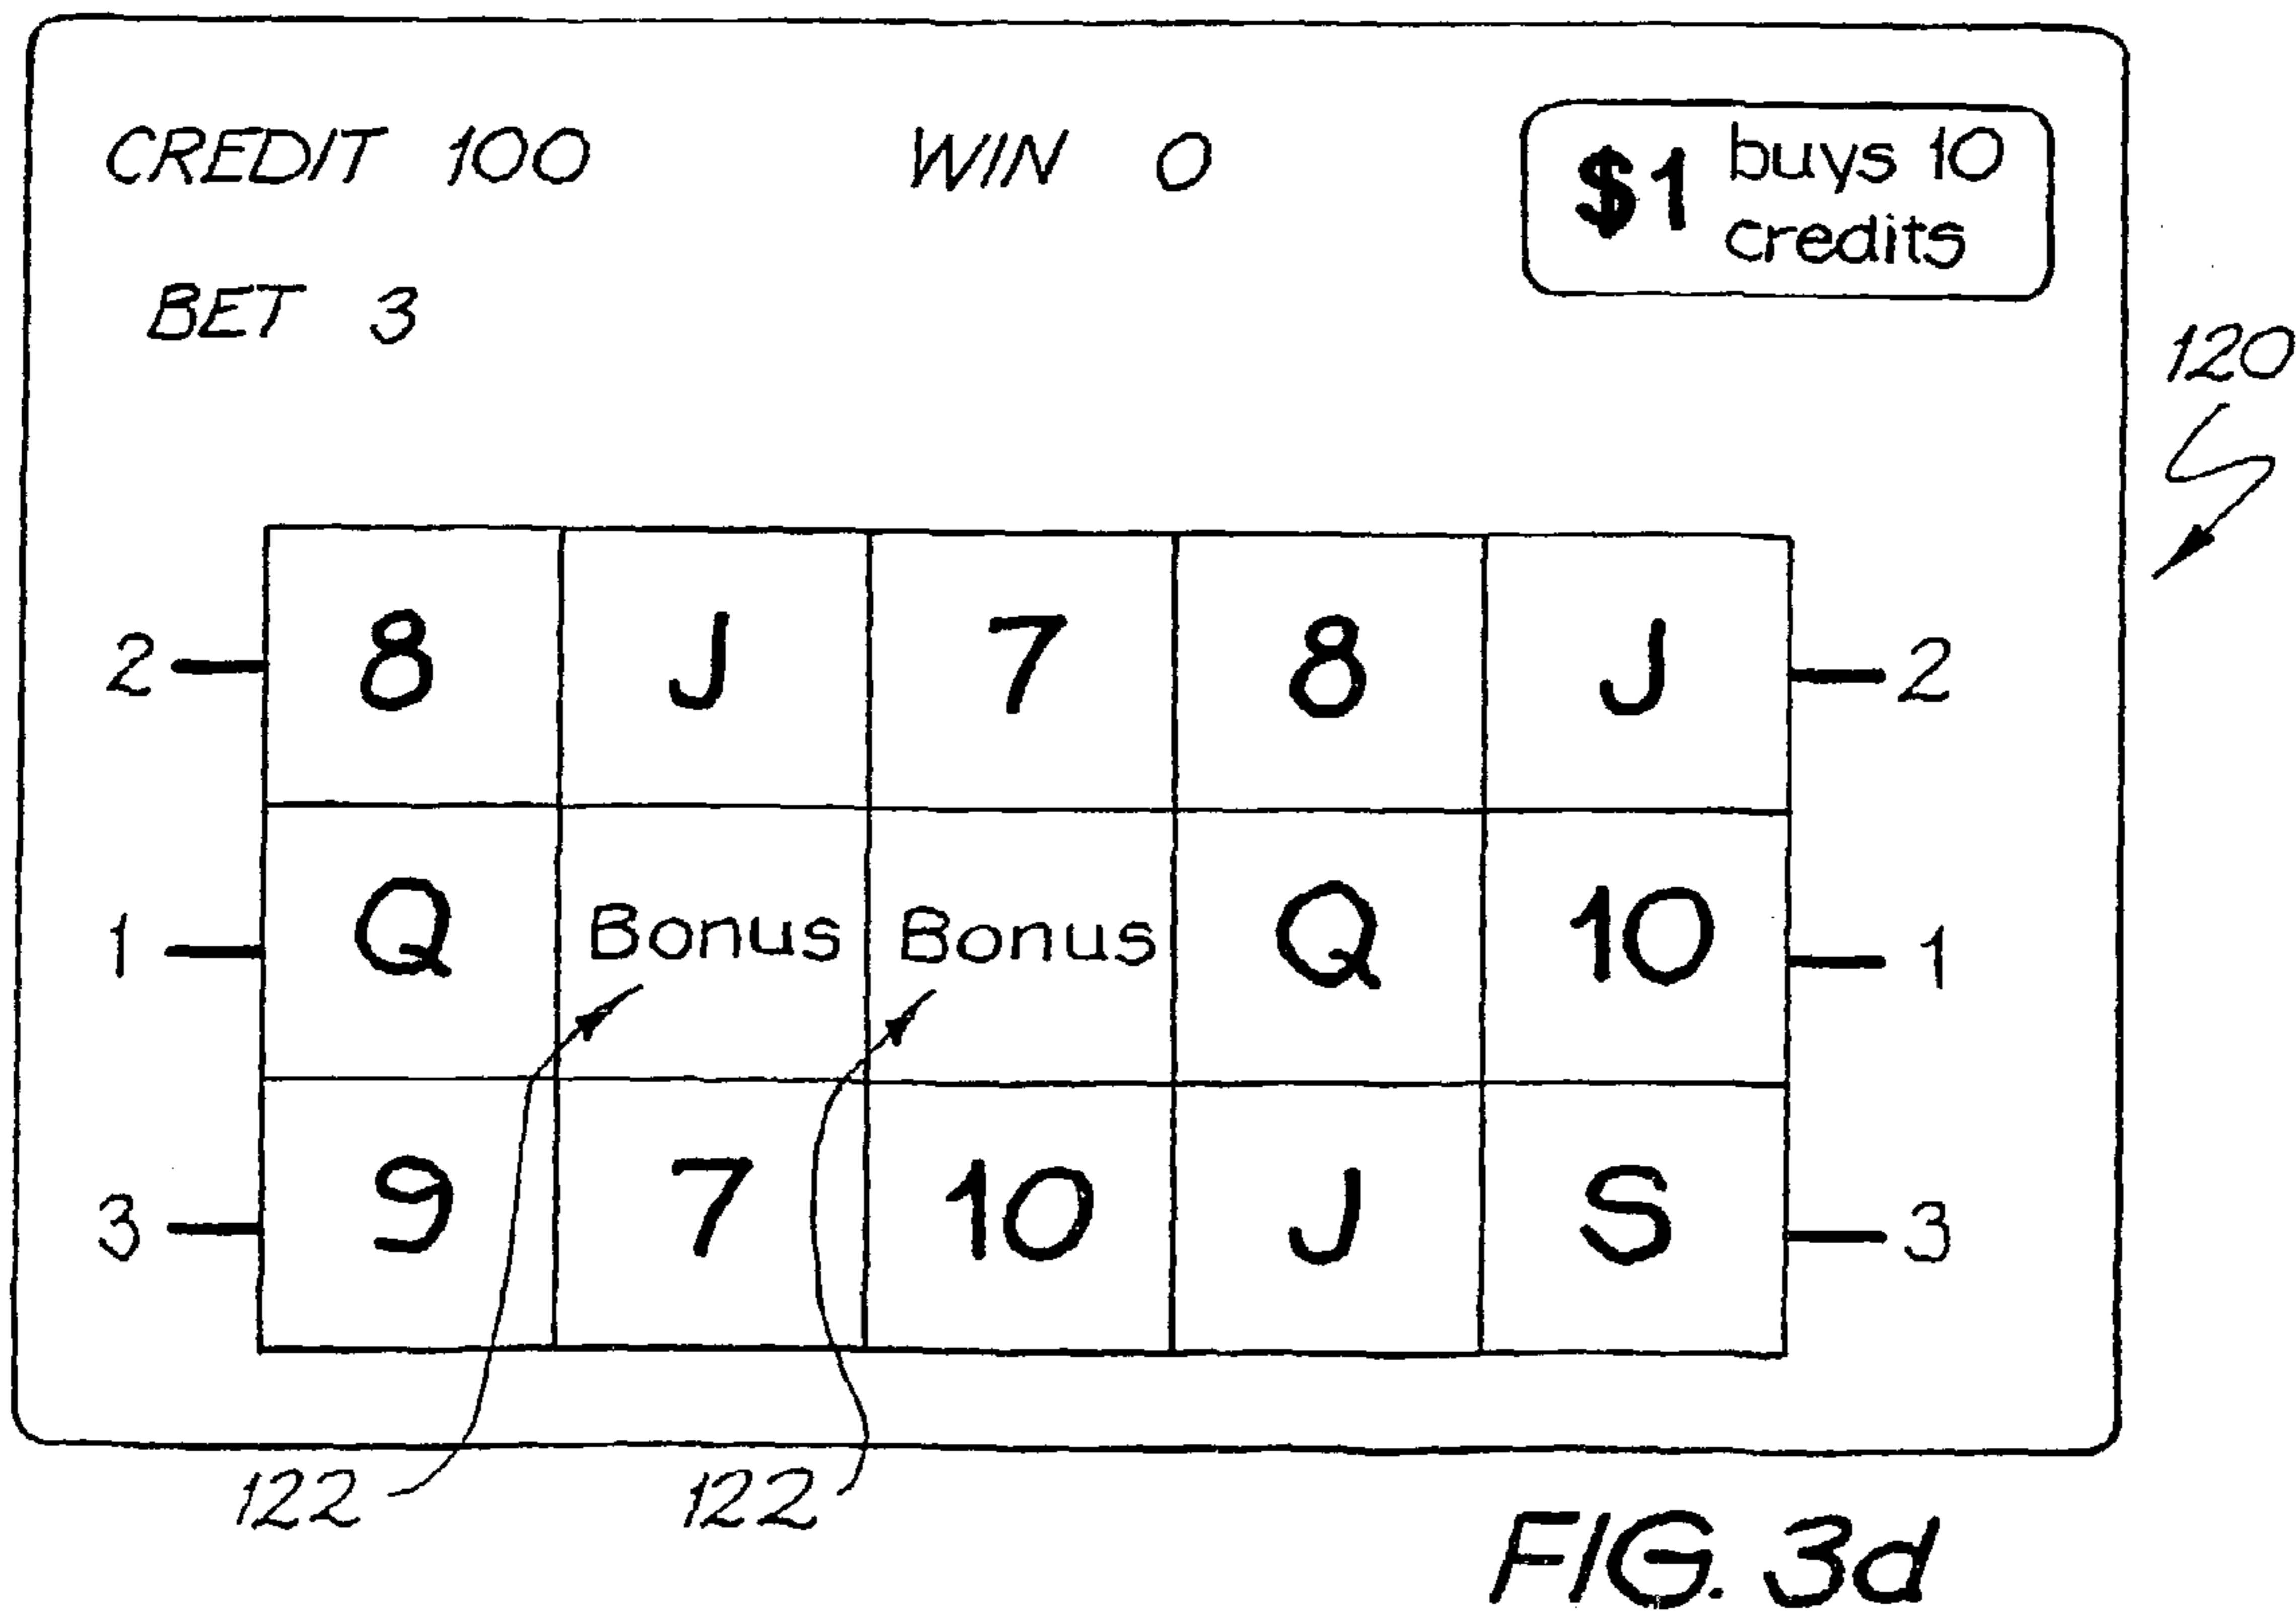 CREDIT 100 WIN 0 $1 buys 10
credits
BET 3
120
2 8 J 7 8 J 2
1 Q Bonus Bonus Q 10 1
3 9 7 10 J S 3
122 122
FIG. 3d